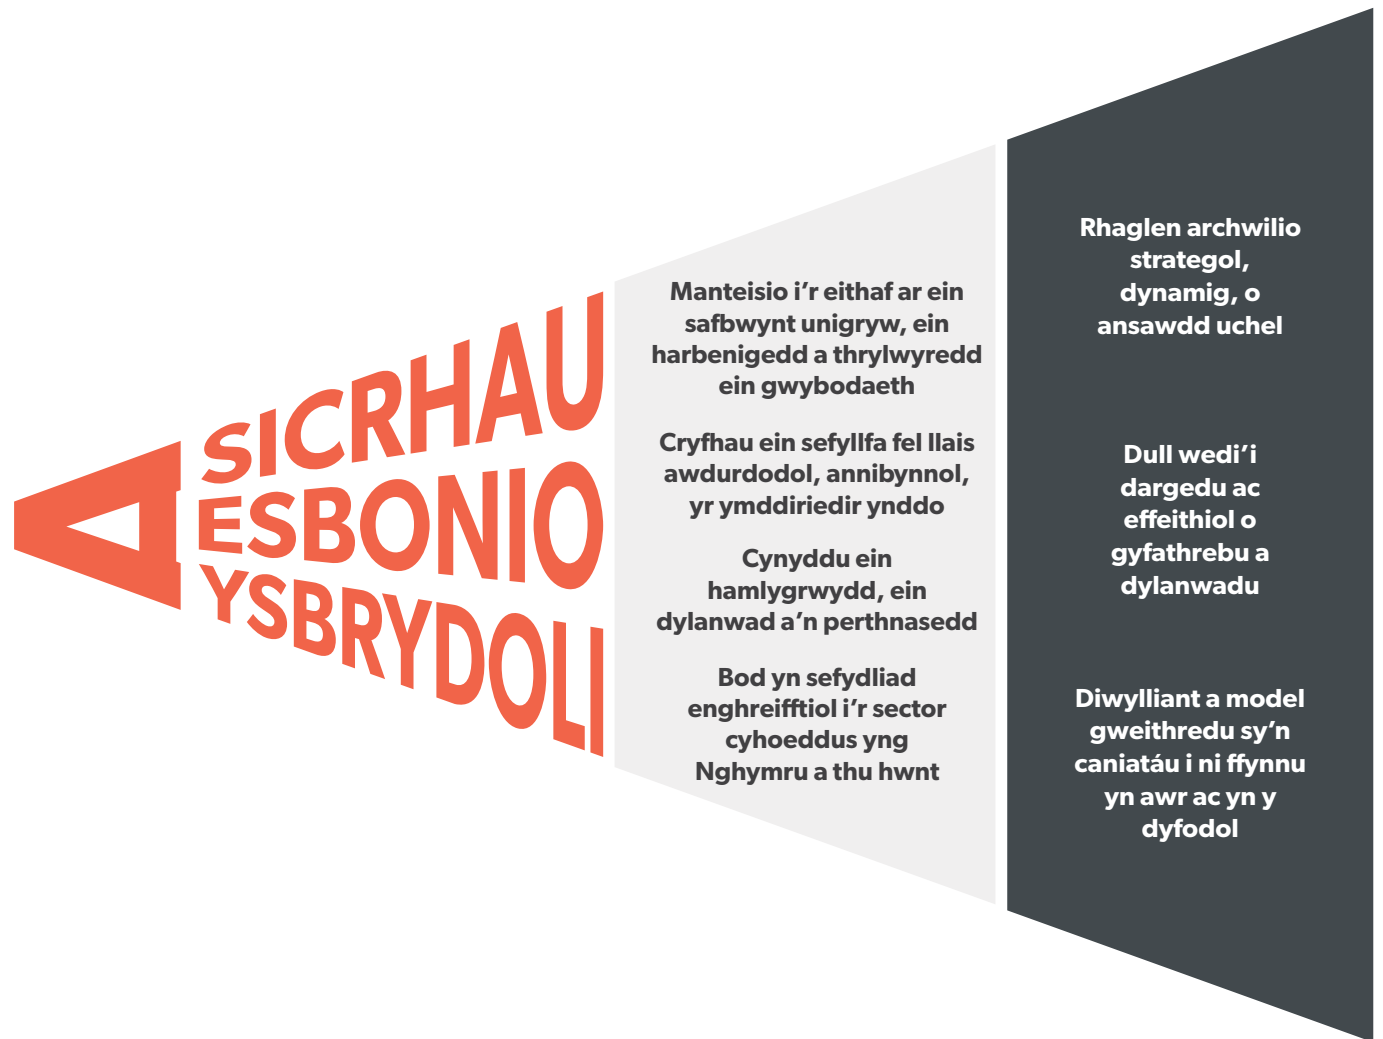 A
SICRHAU
ESBONIO
YSBRYDOLI
Manteisio i’r eithaf ar ein
safbwynt unigryw, ein
harbenigedd a thrylwyredd
ein gwybodaeth
Cryfhau ein sefyllfa fel llais
awdurdodol, annibynnol,
yr ymddiriedir ynddo
Cynyddu ein
hamlygrwydd, ein
dylanwad a’n perthnasedd
Bod yn sefydliad
enghreifftiol i’r sector
cyhoeddus yng
Nghymru a thu hwnt
Rhaglen archwilio
strategol,
dynamig, o
ansawdd uchel
Dull wedi’i
dargedu ac
effeithiol o
gyfathrebu a
dylanwadu
Diwylliant a model
gweithredu sy’n
caniatáu i ni ffynnu
yn awr ac yn y
dyfodol